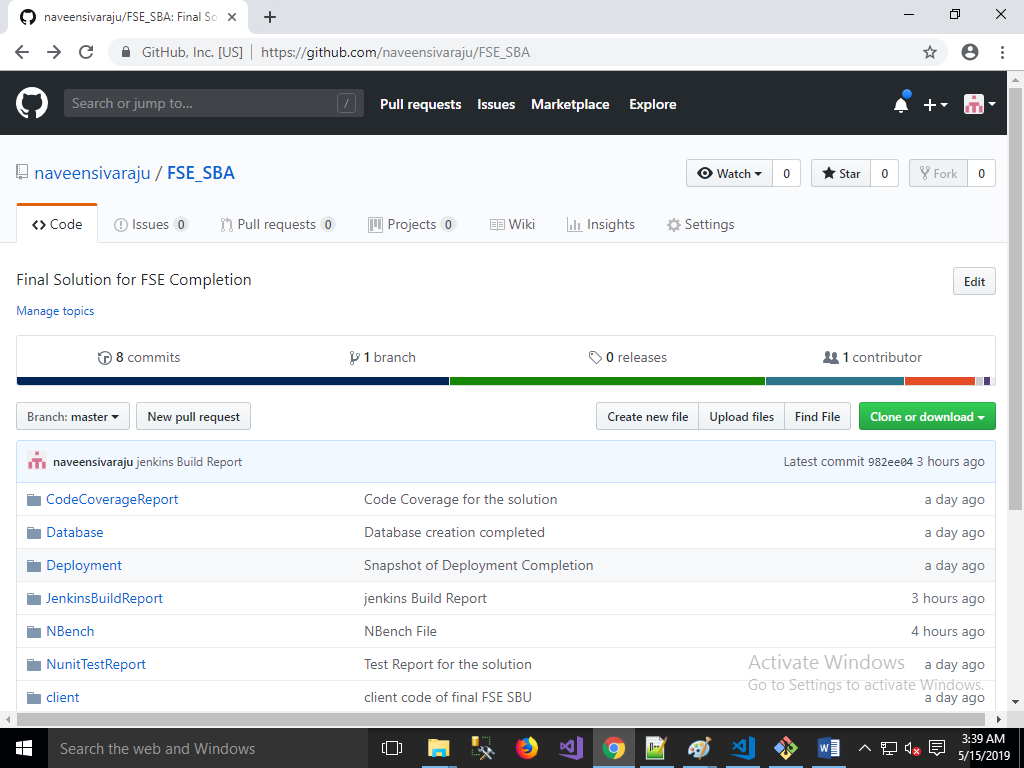 naveensivaraju/FSE_SBA: Final So
GitHub, Inc. [US] | https://github.com/naveensivaraju/FSE_SBA
Search or jump to... / Pull requests Issues Marketplace Explore
naveensivaraju / FSE_SBA Watch 0 Star 0 Fork 0
Code Issues 0 Pull requests 0 Projects 0 Wiki Insights Settings
Final Solution for FSE Completion Edit
Manage topics
8 commits 1 branch 0 releases 1 contributor
Branch: master New pull request Create new file Upload files Find File Clone or download
naveensivaraju jenkins Build Report Latest commit 982ee04 3 hours ago
CodeCoverageReport Code Coverage for the solution a day ago
Database Database creation completed a day ago
Deployment Snapshot of Deployment Completion a day ago
JenkinsBuildReport jenkins Build Report 3 hours ago
NBench NBench File 4 hours ago
NunitTestReport Test Report for the solution a day ago
client client code of final FSE SBU a day ago
Activate Windows
Go to Settings to activate Windows.
Search the web and Windows 3:39 AM
5/15/2019